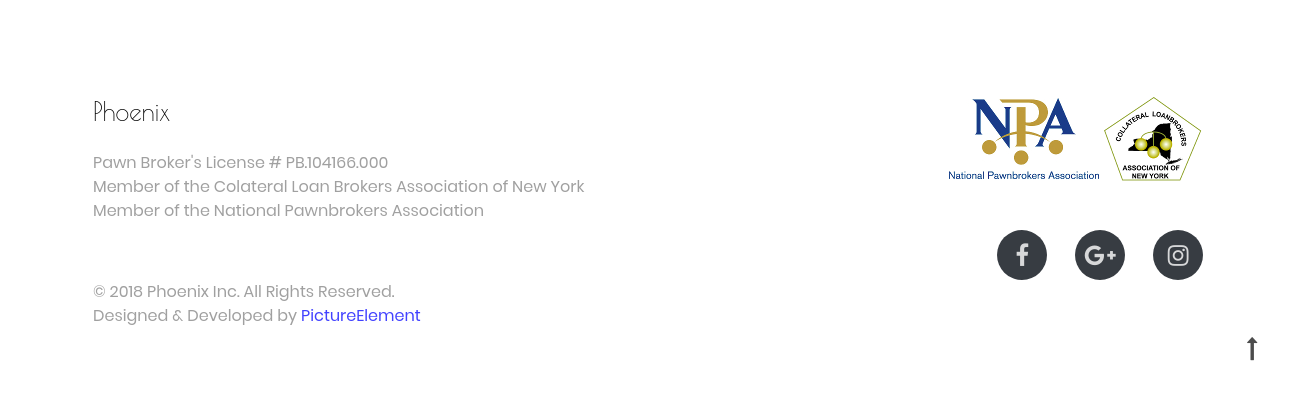 Phoenix
Pawn Broker's License # PB.104166.000
Member of the Colateral Loan Brokers Association of New York
Member of the National Pawnbrokers Association
© 2018 Phoenix Inc. All Rights Reserved.
Designed & Developed by PictureElement
NPA
National Pawnbrokers Association
COLLATERAL LOANBROKERS
ASSOCIATION OF
NEW YORK
f
G+